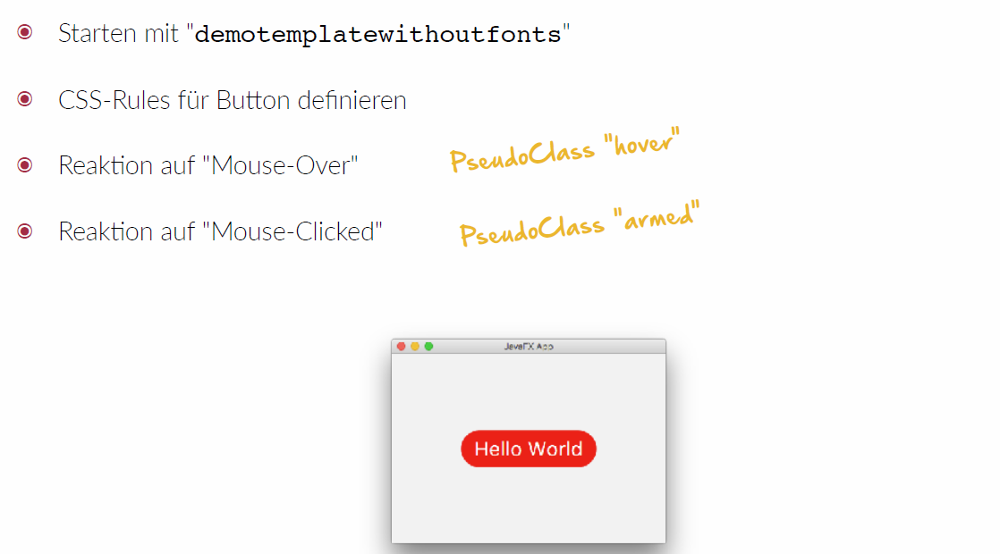 Starten mit "demotemplatewithoutfonts"
CSS-Rules für Button definieren
Reaktion auf "Mouse-Over"
PseudoClass "hover"
Reaktion auf "Mouse-Clicked"
PseudoClass "armed"
JavaFX App
Hello World